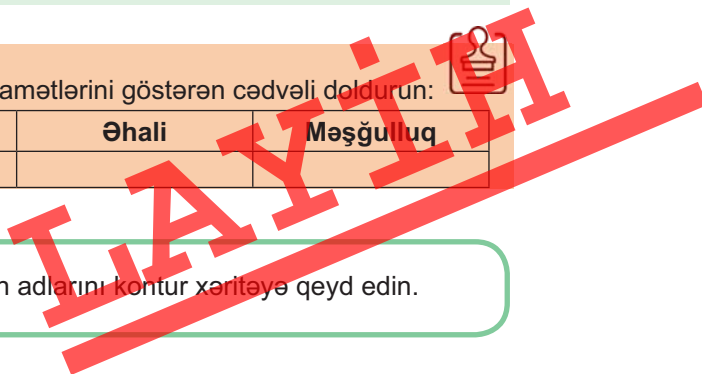 amətlərini göstərən cədvəli doldurun:
Əhali Məşğulluq
n adlarını kontur xəritəyə qeyd edin.
LAYİH